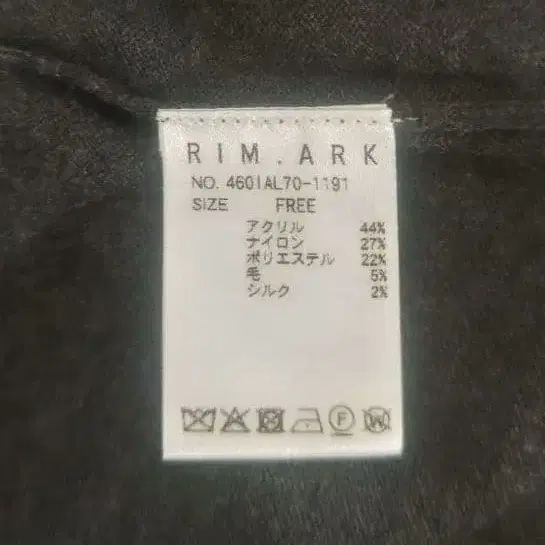 RIM.ARK
NO. 460IAL70-1191
SIZE FREE
アクリル 44%
ナイロン 27%
ポリエステル 22%
毛 5%
シルク 2%
F W